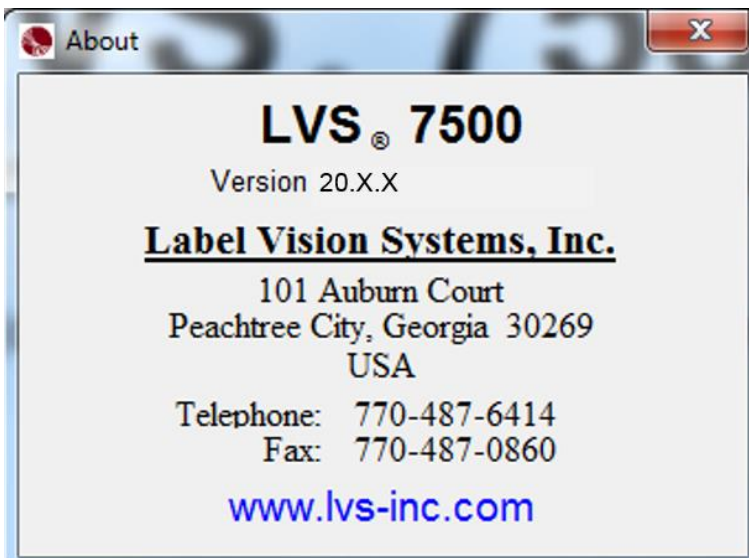 About
LVS ® 7500
Version 20.X.X
Label Vision Systems, Inc.
101 Auburn Court
Peachtree City, Georgia 30269
USA
Telephone: 770-487-6414
Fax: 770-487-0860
www.lvs-inc.com